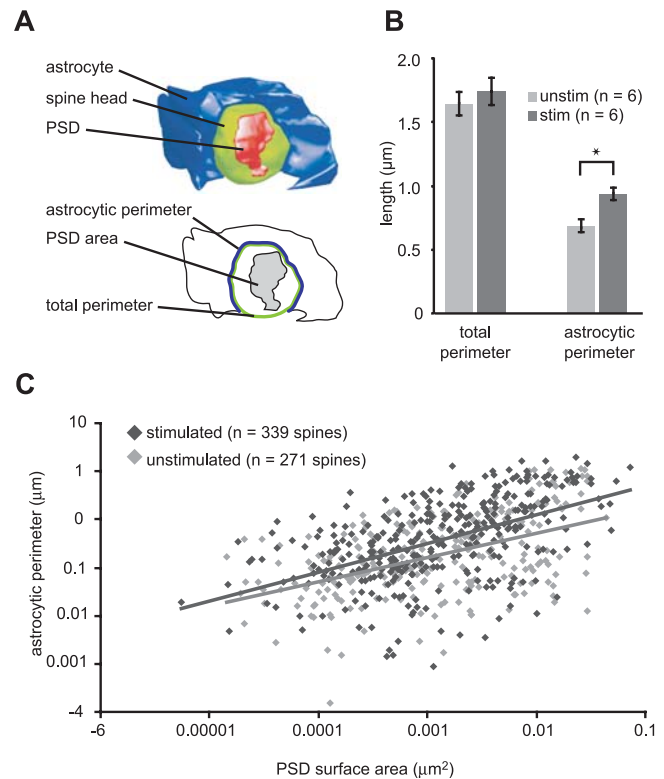 A
astrocyte
spine head
PSD
astrocytic perimeter
PSD area
total perimeter
B
length (µm)
2.0
1.5
1.0
0.5
0
unstim (n = 6)
stim (n = 6)
*
total
perimeter
astrocytic
perimeter
C
astrocytic perimeter (µm)
10
1
0
0.1
0.01
0.001
-4
stimulated (n = 339 spines)
unstimulated (n = 271 spines)
-6
0.00001
0.0001
0.001
0.01
0.1
PSD surface area (µm²)